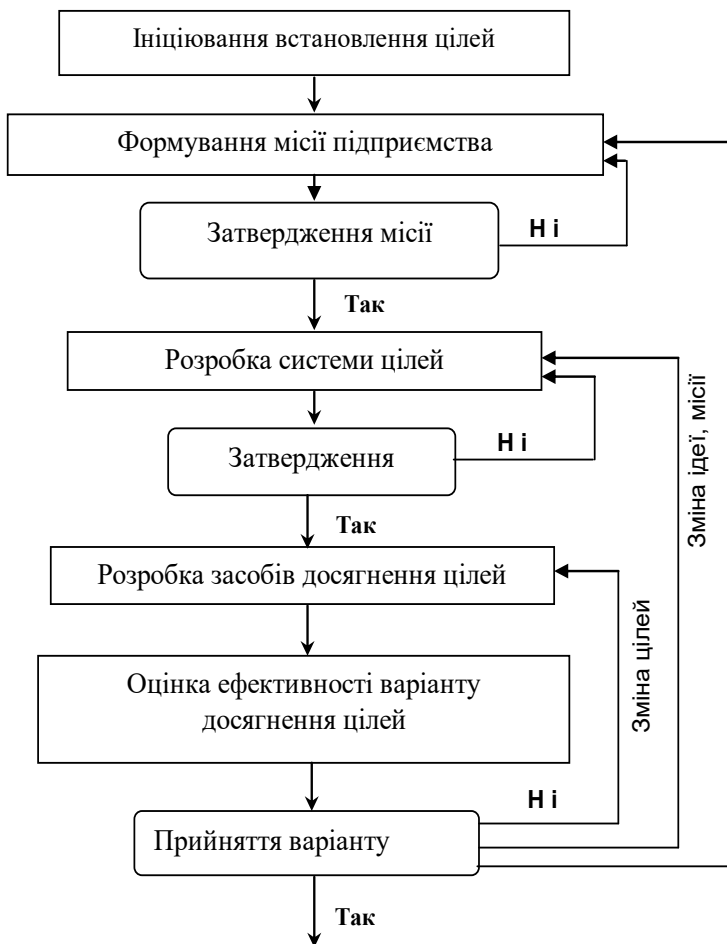 Ініціювання встановлення цілей
Формування місії підприємства
Затвердження місії
Н і
Так
Розробка системи цілей
Затвердження
Н і
Так
Розробка засобів досягнення цілей
Оцінка ефективності варіанту
досягнення цілей
Н і
Прийняття варіанту
Так
Зміна цілей
Зміна ідеї, місії